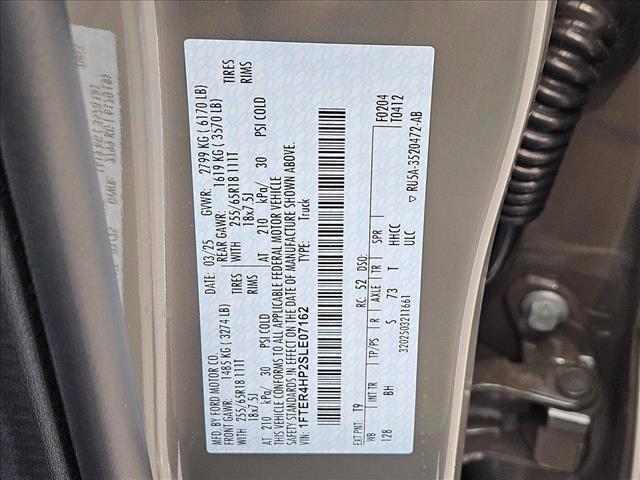 MFD. BY FORD MOTOR CO.
DATE: 03/25 GVWR: 2799 KG ( 6170 LB)
FRONT GAWR: 1485 KG ( 3274 LB)
REAR GAWR: 1619 KG ( 3570 LB)
WITH 255/65R18 111T TIRES
18x7.5J RIMS
AT 210 kPa/ 30 PSI COLD
WITH 255/65R18 111T TIRES
18x7.5J RIMS
AT 210 kPa/ 30 PSI COLD
THIS VEHICLE CONFORMS TO ALL APPLICABLE FEDERAL MOTOR VEHICLE
SAFETY STANDARDS IN EFFECT ON THE DATE OF MANUFACTURE SHOWN ABOVE.
VIN: 1FTER4HP2SLE07162
TYPE: Truck
F0204
T0412
EXT PNT: T9 RC: 52 DSO:
WB INT TR TP/PS R AXLE TR SPR
128 BH S 73 T HHCC
ULC
3202503211661
▽ RU5A-3520472-AB